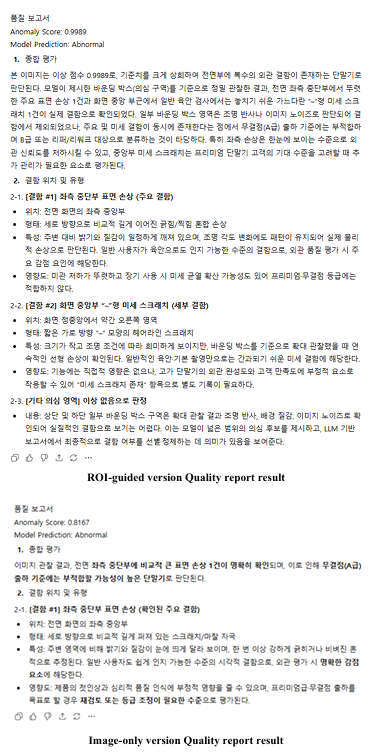 품질 보고서
Anomaly Score: 0.9989
Model Prediction: Abnormal
1. 종합 평가
본 이미지는 이상 점수 0.9989로, 기준치를 크게 상회하여 전면부에 복수의 외관 결함이 존재하는 단말기로
판단된다. 모델이 제시한 바운딩 박스(의심 구역)를 기준으로 정밀 관찰한 결과, 전면 좌측 중단부에서 뚜렷
한 주요 표면 손상 1건과 화면 중앙 부근에서 일반 육안 검사에서는 놓치기 쉬운 가느다란 “–”형 미세 스크
래치 1건이 실제 결함으로 확인되었다. 일부 바운딩 박스 영역은 조명 반사나 이미지 노이즈로 판단되어 결
함에서 제외되었으나, 주요 및 미세 결함이 동시에 존재한다는 점에서 무결점(A급) 출하 기준에는 부적합하
며 B급 또는 리퍼/리워크 대상으로 분류하는 것이 타당하다. 특히 좌측 손상은 한눈에 보이는 수준으로 외
관 신뢰도를 저하시킬 수 있고, 중앙부 미세 스크래치는 프리미엄 단말기 고객의 기대 수준을 고려할 때 추
가 관리가 필요한 요소로 평가된다.
2. 결함 위치 및 유형
2-1. [결함 #1] 좌측 중단부 표면 손상 (주요 결함)
• 위치: 전면 화면의 좌측 중앙부
• 형태: 세로 방향으로 비교적 길게 이어진 긁힘/찍힘 혼합 손상
• 특성: 주변 대비 밝기와 질감이 일정하게 깨져 있으며, 조명 각도 변화에도 패턴이 유지되어 실제 물리
적 손상으로 판단된다. 일반 사용자가 육안으로도 인지 가능한 수준의 결함으로, 외관 품질 평가 시 주
요 감점 요인에 해당한다.
• 영향도: 미관 저하가 뚜렷하고 장기 사용 시 미세 균열 확산 가능성도 있어 프리미엄·무결점 등급에는
적합하지 않다.
2-2. [결함 #2] 화면 중앙부 “–”형 미세 스크래치 (세부 결함)
• 위치: 화면 정중앙에서 약간 오른쪽 영역
• 형태: 짧은 가로 방향 “–” 모양의 헤어라인 스크래치
• 특성: 크기가 작고 조명 조건에 따라 희미하게 보이지만, 바운딩 박스를 기준으로 확대 관찰했을 때 연
속적인 선형 손상이 확인된다. 일반적인 육안·기본 촬영만으로는 간과되기 쉬운 미세 결함에 해당한다.
• 영향도: 기능에는 직접적 영향은 없으나, 고가 단말기의 외관 완성도와 고객 만족도에 부정적 요소로
작용할 수 있어 “미세 스크래치 존재” 항목으로 별도 기록이 필요하다.
2-3. [기타 의심 영역] 이상 없음으로 판정
• 내용: 상단 및 하단 일부 바운딩 박스 구역은 확대 관찰 결과 조명 반사, 배경 질감, 이미지 노이즈로 확
인되어 실질적인 결함으로 보기는 어렵다. 이는 모델이 넓은 범위의 의심 후보를 제시하고, LLM 기반
보고서에서 최종적으로 결함 여부를 선별·정제하는 데 의미가 있음을 보여준다.
ROI-guided version Quality report result
품질 보고서
Anomaly Score: 0.8167
Model Prediction: Abnormal
1. 종합 평가
이미지 관찰 결과, 전면 좌측 중단부에 비교적 큰 표면 손상 1건이 명확히 확인되며, 이로 인해 무결점(A급)
출하 기준에는 부적합할 가능성이 높은 단말기로 판단된다.
2. 결함 위치 및 유형
2-1. [결함 #1] 좌측 중단부 표면 손상 (확인된 주요 결함)
• 위치: 전면 화면의 좌측 중앙부
• 형태: 세로 방향으로 비교적 길게 퍼져 있는 스크래치/마찰 자국
• 특성: 주변 영역에 비해 밝기와 질감이 눈에 띄게 달라 보이며, 한 번 이상 강하게 긁히거나 비벼진 흔
적으로 추정된다. 일반 사용자도 쉽게 인지 가능한 수준의 시각적 결함으로, 외관 평가 시 명확한 감점
요소에 해당한다.
• 영향도: 제품의 첫인상과 심리적 품질 인식에 부정적 영향을 줄 수 있으며, 프리미엄급·무결점 출하를
목표로 할 경우 재검토 또는 등급 조정이 필요한 수준으로 평가된다.
Image-only version Quality report result